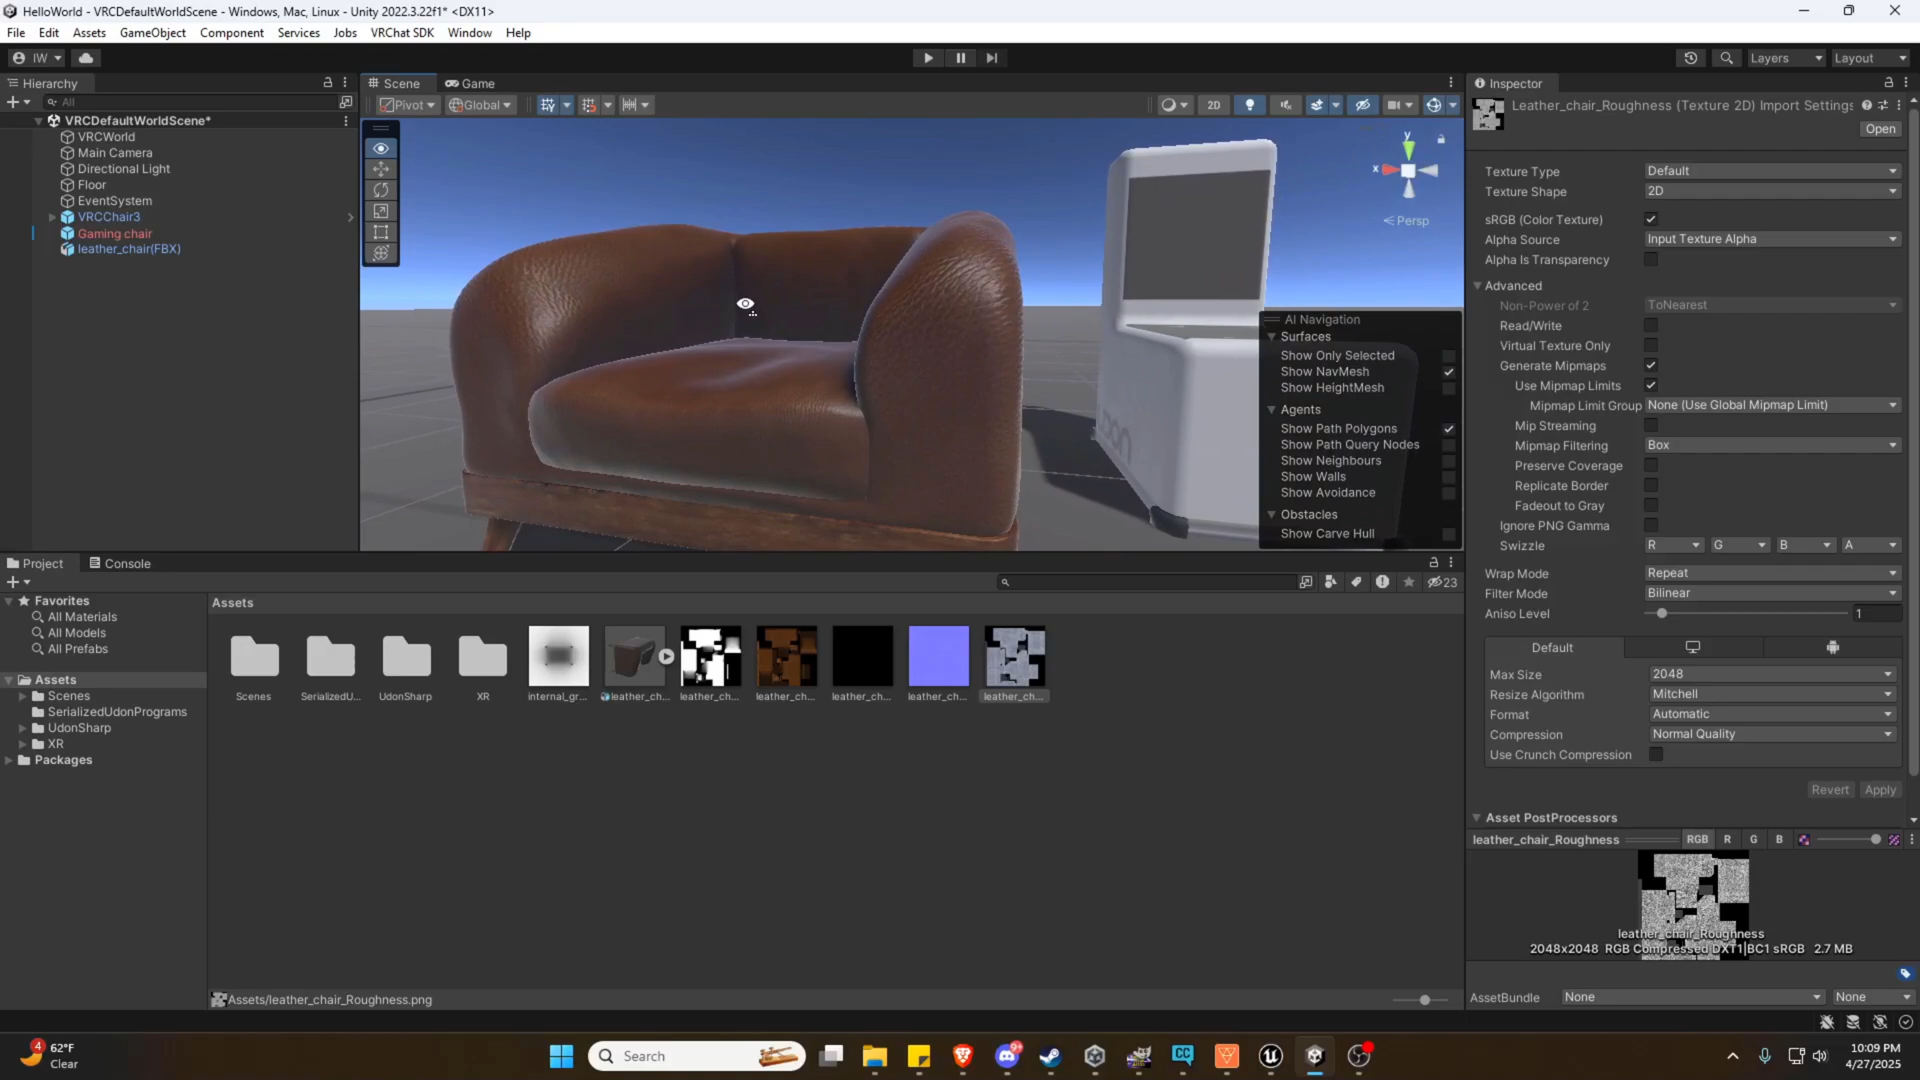 HelloWorld - VRCDefaultWorldScene - Windows, Mac, Linux - Unity 2022.3.22f1* <DX11>
File Edit Assets GameObject Component Services Jobs VRChat SDK Window Help
IW Layers Layout
Hierarchy
All
VRCDefaultWorldScene*
VRCWorld
Main Camera
Directional Light
Floor
EventSystem
VRCChair3
Gaming chair
leather_chair(FBX)
Scene Game
Pivot Global 2D
y
x
Persp
AI Navigation
Surfaces
Show Only Selected
Show NavMesh
Show HeightMesh
Agents
Show Path Polygons
Show Path Query Nodes
Show Neighbours
Show Walls
Show Avoidance
Obstacles
Show Carve Hull
Project Console
23
Favorites
All Materials
All Models
All Prefabs
Assets
Scenes
SerializedUdonPrograms
UdonSharp
XR
Packages
Assets
Scenes SerializedU... UdonSharp XR internal_gr... leather_ch... leather_ch... leather_ch... leather_ch... leather_ch... leather_ch...
Assets/leather_chair_Roughness.png
Inspector
Leather_chair_Roughness (Texture 2D) Import Settings
Open
Texture Type Default
Texture Shape 2D
sRGB (Color Texture)
Alpha Source Input Texture Alpha
Alpha Is Transparency
Advanced
Non-Power of 2 ToNearest
Read/Write
Virtual Texture Only
Generate Mipmaps
Use Mipmap Limits
Mipmap Limit Group None (Use Global Mipmap Limit)
Mip Streaming
Mipmap Filtering Box
Preserve Coverage
Replicate Border
Fadeout to Gray
Ignore PNG Gamma
Swizzle R G B A
Wrap Mode Repeat
Filter Mode Bilinear
Aniso Level 1
Default
Max Size 2048
Resize Algorithm Mitchell
Format Automatic
Compression Normal Quality
Use Crunch Compression
Revert Apply
Asset PostProcessors
leather_chair_Roughness RGB R G B
leather_chair_Roughness
2048x2048 RGB Compressed DXT1|BC1 sRGB 2.7 MB
AssetBundle None None
4
62°F
Clear
Search
CC
10:09 PM
4/27/2025